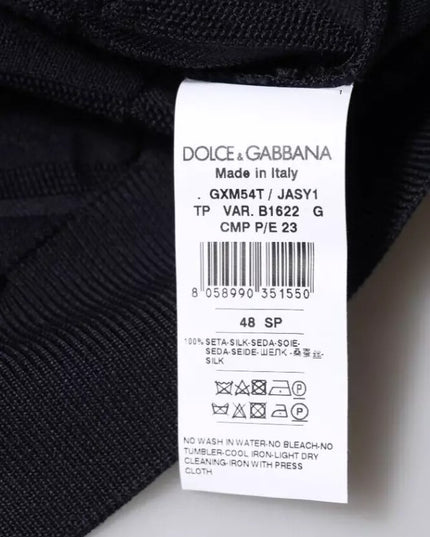 DOLCE & GABBANA
Made in Italy
. GXM54T / JASY1
TP VAR. B1622 G
CMP P/E 23
8 058990 351550
48 SP
100% SETA-SILK-SEDA-SOIE-
SEDA-SEIDE-ШЕЛК-桑蚕丝-
SILK
P
P
NO WASH IN WATER-NO BLEACH-NO
TUMBLER-COOL IRON-LIGHT DRY
CLEANING-IRON WITH PRESS
CLOTH